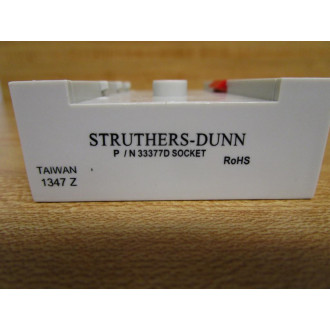 STRUTHERS-DUNN
P / N 33377D SOCKET
RoHS
TAIWAN
1347 Z